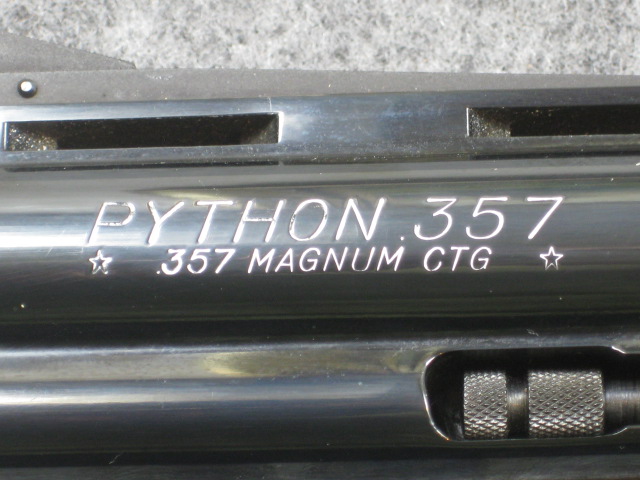 PYTHON .357
☆ .357 MAGNUM CTG ☆